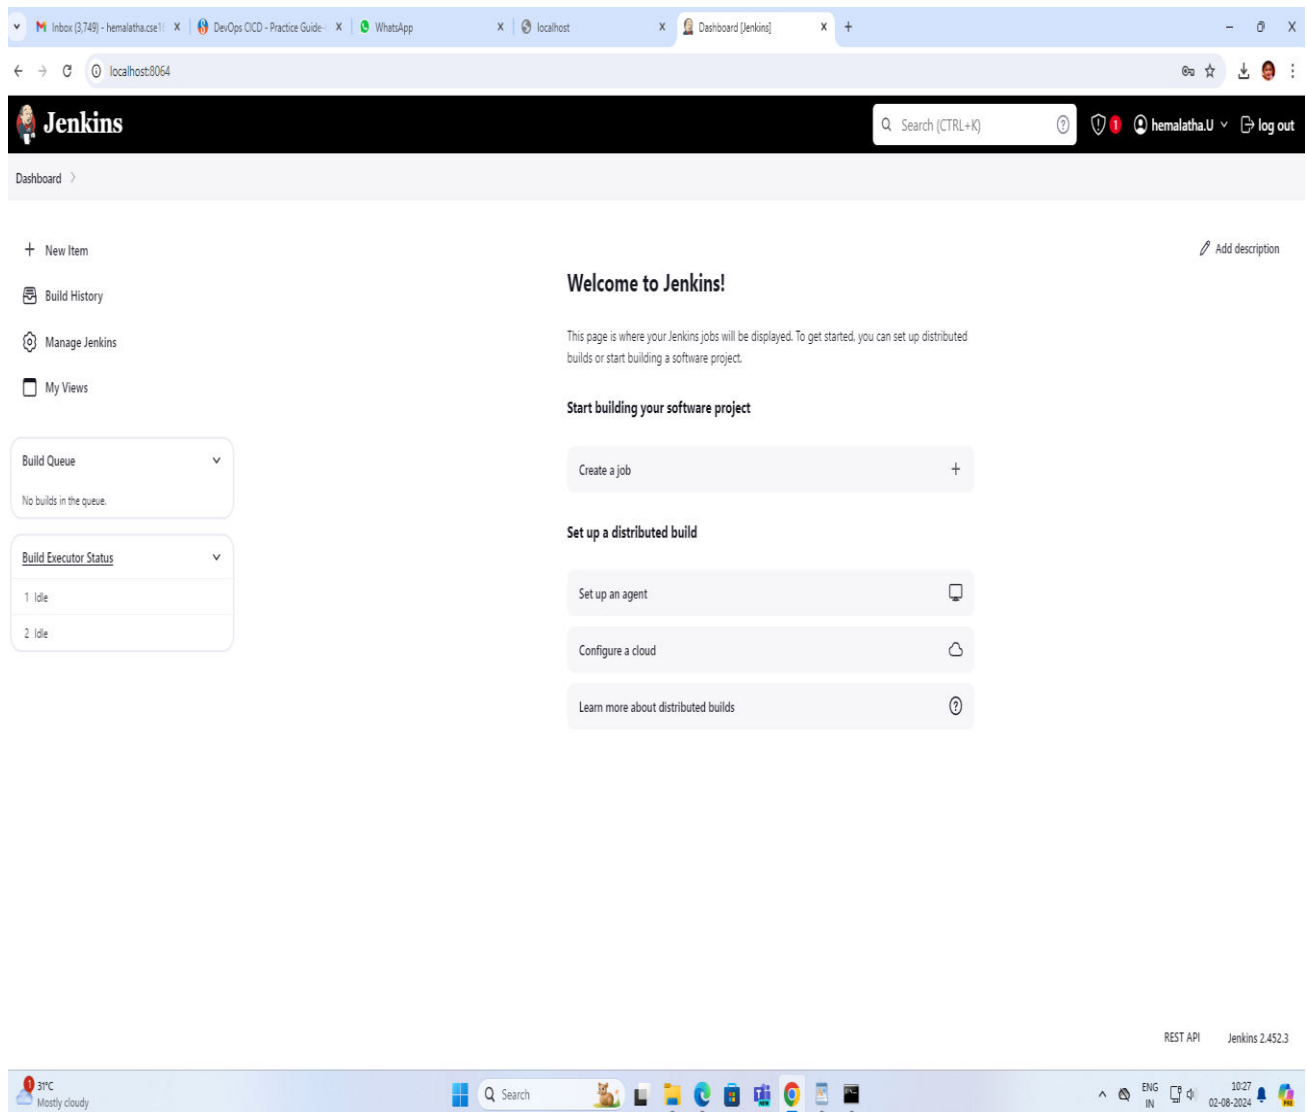 Inbox (3,749) - hemalatha.cse1 DevOps CICD - Practice Guide- WhatsApp localhost Dashboard [Jenkins]
localhost:8064
Jenkins Search (CTRL+K) 1 hemalatha.U log out
Dashboard
New Item Add description
Welcome to Jenkins!
Build History
This page is where your Jenkins jobs will be displayed. To get started, you can set up distributed
Manage Jenkins
builds or start building a software project.
My Views
Start building your software project
Build Queue
Create a job
No builds in the queue.
Set up a distributed build
Build Executor Status
1 Idle
Set up an agent
2 Idle
Configure a cloud
Learn more about distributed builds
REST API Jenkins 2.452.3
1 31°C
Mostly cloudy
Search
NEW
ENG
IN
10:27
02-08-2024
PRE